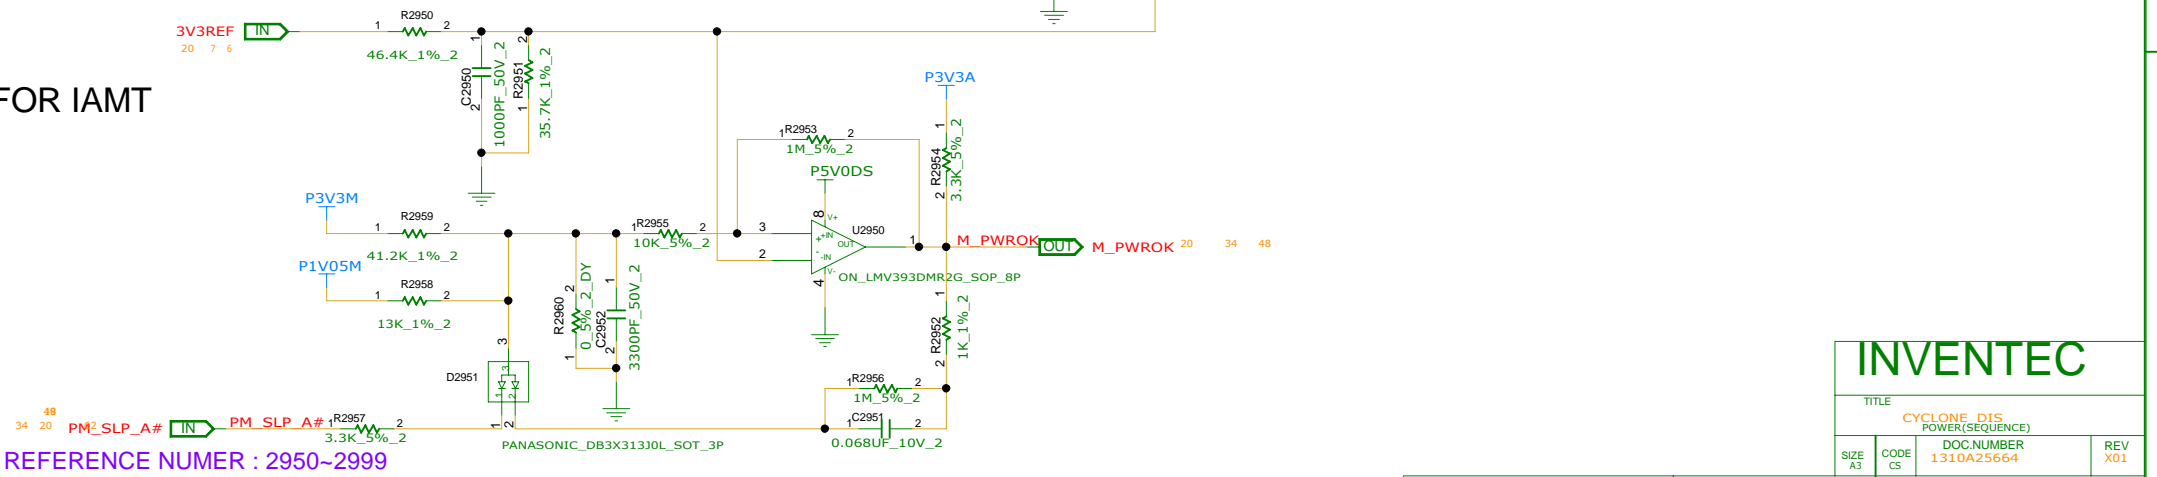 3V3REF
IN
20 7 6
R2950
1 2
46.4K_1%_2
C2950
1 2
1000PF_50V_2
R2951
2 1
35.7K_1%_2
FOR IAMT
P3V3A
R2953
1 2
1M_5%_2
R2954
1 2
3.3K_5%_2
P5V0DS
P3V3M
R2959
1 2
41.2K_1%_2
R2955
1 2
10K_5%_2
8
V+
3
+
+IN
U2950
OUT
1
2
-
-IN
V-
4
ON_LMV393DMR2G_SOP_8P
M_PWROK
OUT
M_PWROK
20 34 48
P1V05M
R2958
1 2
13K_1%_2
R2960
2 1
0_5%_2_DY
C2952
1 2
3300PF_50V_2
R2952
1 2
1K_1%_2
D2951
3
3
1 2
1 2
PANASONIC_DB3X313J0L_SOT_3P
R2956
1 2
1M_5%_2
C2951
1 2
0.068UF_10V_2
48
34 20
PM_SLP_A#
IN
PM_SLP_A#
R2957
1 2
3.3K_5%_2
REFERENCE NUMER : 2950~2999
INVENTEC
TITLE
CYCLONE_DIS
POWER(SEQUENCE)
SIZE
A3
CODE
CS
DOC.NUMBER
1310A25664
REV
X01